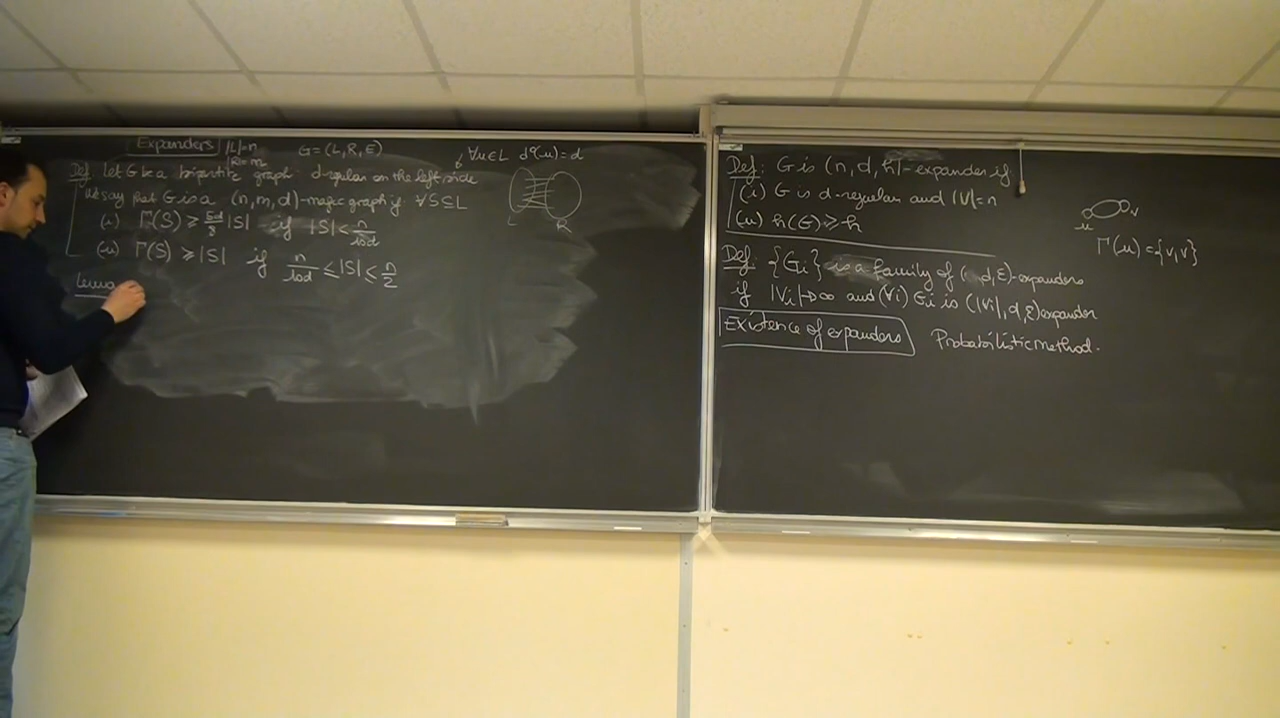 Expanders |L|=n |R|=m G=(L,R,E)
∀u∈L d°(u)=d
Def: Let G be a bipartite graph d-regular on the left side
We say that G is a (n,m,d)-magic graph if ∀S⊆L
(i) Γ(S) ≥ 5d/8 |S| if |S| < n/10d
(ii) Γ(S) ≥ |S| if n/10d ≤ |S| ≤ n/2
L R
Lema
Def: G is (n,d,h)-expander if
(i) G is d-regular and |V|=n
(ii) h(G) ≥ h
u v
Γ(u)={v,v}
Def: {Gi} is a family of ( ,d,ε)-expanders
if |Vi|→∞ and (∀i) Gi is (|Vi|,d,ε)expander
Existence of expanders Probabilistic method.